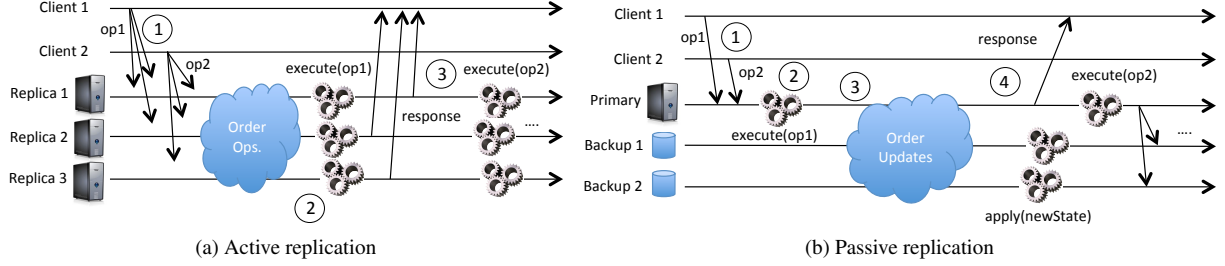 Client 1
op1
1
Client 2
op2
execute(op1)
3
execute(op2)
Replica 1
Order
Ops.
response
....
Replica 2
Replica 3
2
(a) Active replication
Client 1
op1
1
response
Client 2
op2
2
3
4
execute(op2)
Primary
execute(op1)
Order
Updates
....
Backup 1
Backup 2
apply(newState)
(b) Passive replication